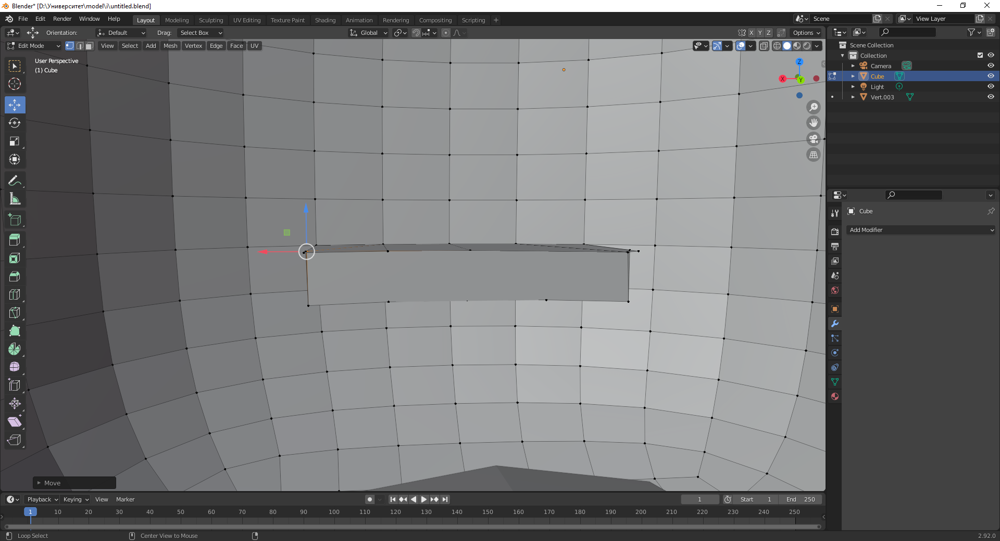 Blender* [D:\Университет\model\i\untitled.blend]
File Edit Render Window Help Layout Modeling Sculpting UV Editing Texture Paint Shading Animation Rendering Compositing Scripting + Scene View Layer
Orientation: Default Drag: Select Box Global X Y Z Options
Edit Mode View Select Add Mesh Vertex Edge Face UV
User Perspective
(1) Cube
Z
X
Y
Scene Collection
Collection
Camera
Cube
Light
Vert.003
Cube
Add Modifier
Move
Playback Keying View Marker 1 Start 1 End 250
1 10 20 30 40 50 60 70 80 90 100 110 120 130 140 150 160 170 180 190 200 210 220 230 240 250
Loop Select Center View to Mouse 2.92.0